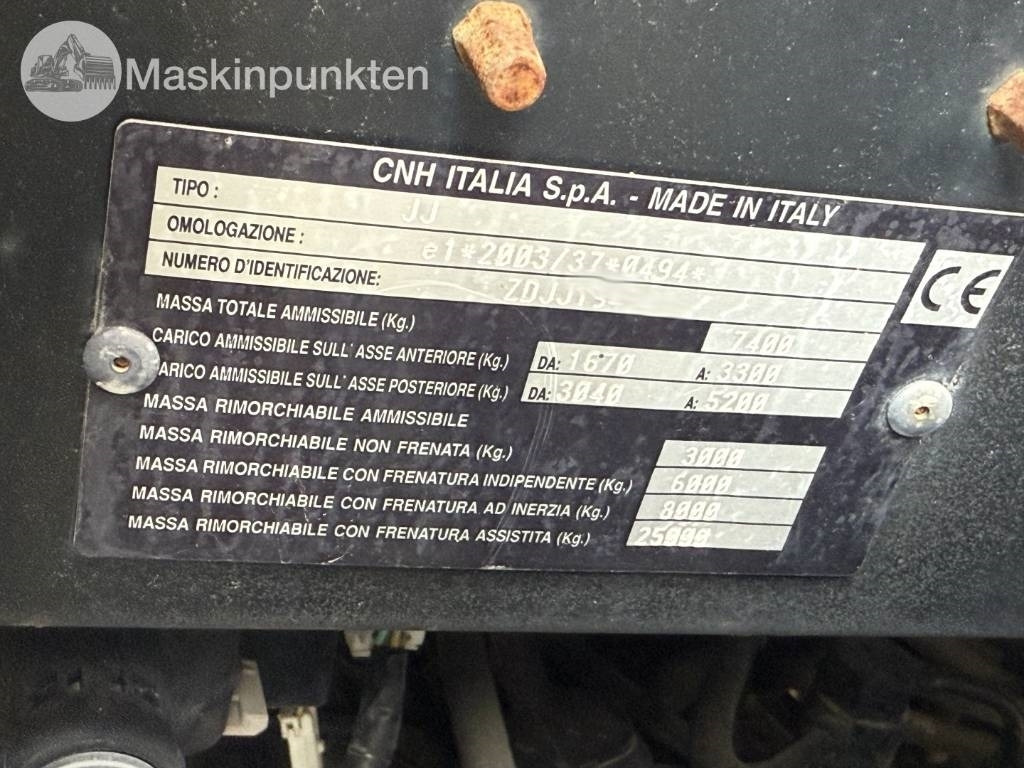 Maskinpunkten
CNH ITALIA S.p.A. - MADE IN ITALY
TIPO : JJ
OMOLOGAZIONE : e1*2003/37*0494*
NUMERO D'IDENTIFICAZIONE:
CE
MASSA TOTALE AMMISSIBILE (Kg.) 7400
CARICO AMMISSIBILE SULL' ASSE ANTERIORE (Kg.) DA: 1670 A: 3300
CARICO AMMISSIBILE SULL' ASSE POSTERIORE (Kg.) DA: 3040 A: 5200
MASSA RIMORCHIABILE AMMISSIBILE
MASSA RIMORCHIABILE NON FRENATA (Kg.) 3000
MASSA RIMORCHIABILE CON FRENATURA INDIPENDENTE (Kg.) 6000
MASSA RIMORCHIABILE CON FRENATURA AD INERZIA (Kg.) 8000
MASSA RIMORCHIABILE CON FRENATURA ASSISTITA (Kg.) 25000